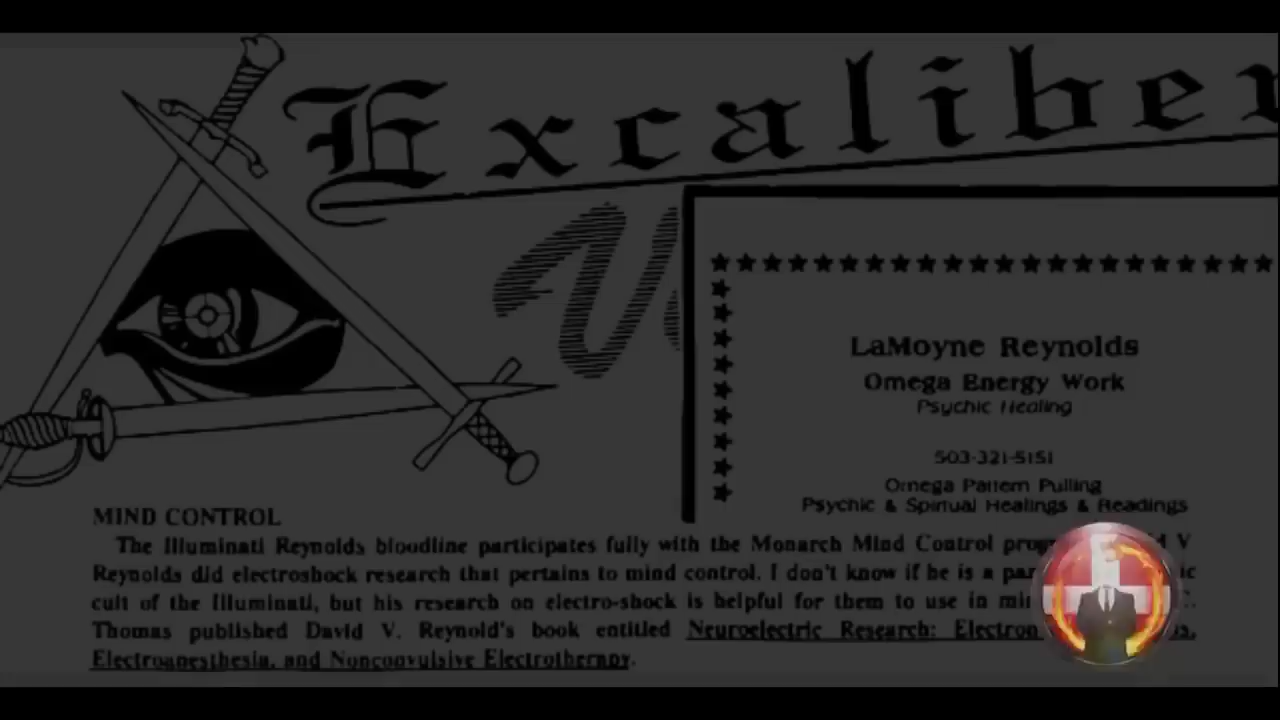 Excaliber
LaMoyne Reynolds
Omega Energy Work
Psychic Healing
503-321-5151
Omega Pattern Pulling
Psychic & Spiritual Healings & Readings
MIND CONTROL
The Illuminati Reynolds bloodline participates fully with the Monarch Mind Control V
Reynolds did electroshock research that pertains to mind control. I don't know if he is a
cult of the Illuminati, but his research on electro-shock is helpful for them to use in
Thomas published David V. Reynold's book entitled Neuroelectric Research:
Electroanesthesia, and Nonconvulsive Electrotherapy.